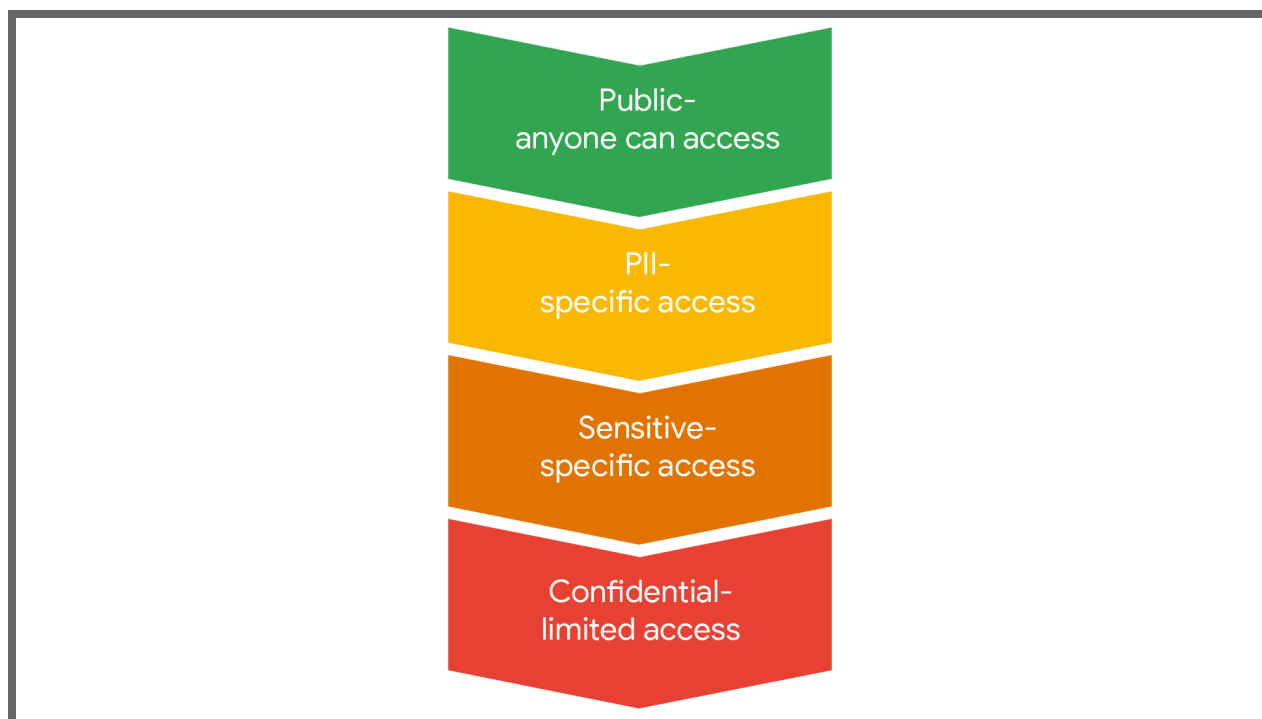 Public-
anyone can access
PII-
specific access
Sensitive-
specific access
Confidential-
limited access